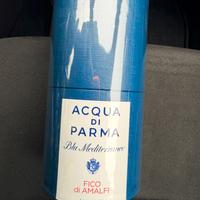 ACQUA
DI
PARMA
Blu Mediterraneo
FICO
di AMALFI